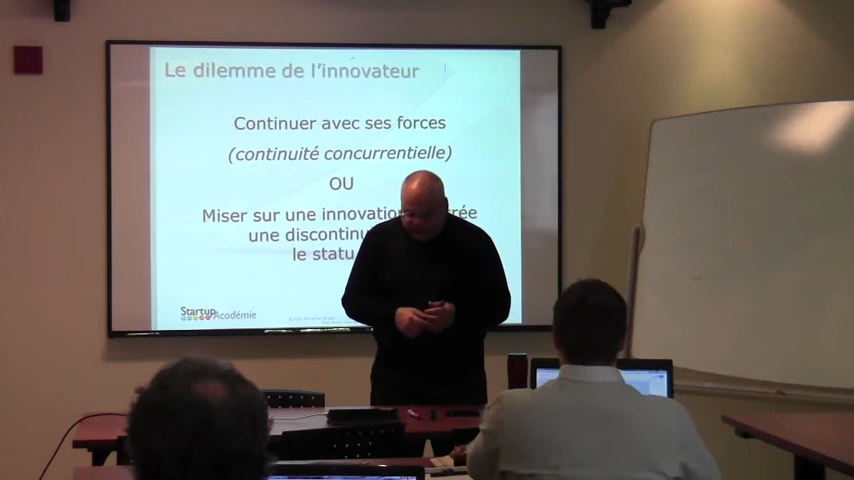 Le dilemme de l'innovateur
Continuer avec ses forces
(continuité concurrentielle)
OU
Miser sur une innovation
une discontinu
le statu
Startup
Académie